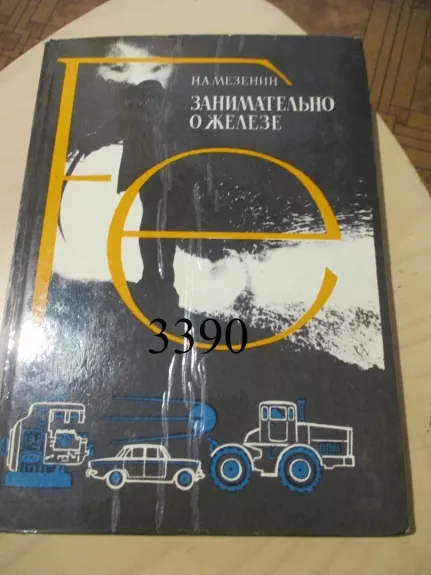 Fe
Н.А.МЕЗЕНИН
ЗАНИМАТЕЛЬНО
О ЖЕЛЕЗЕ
3390